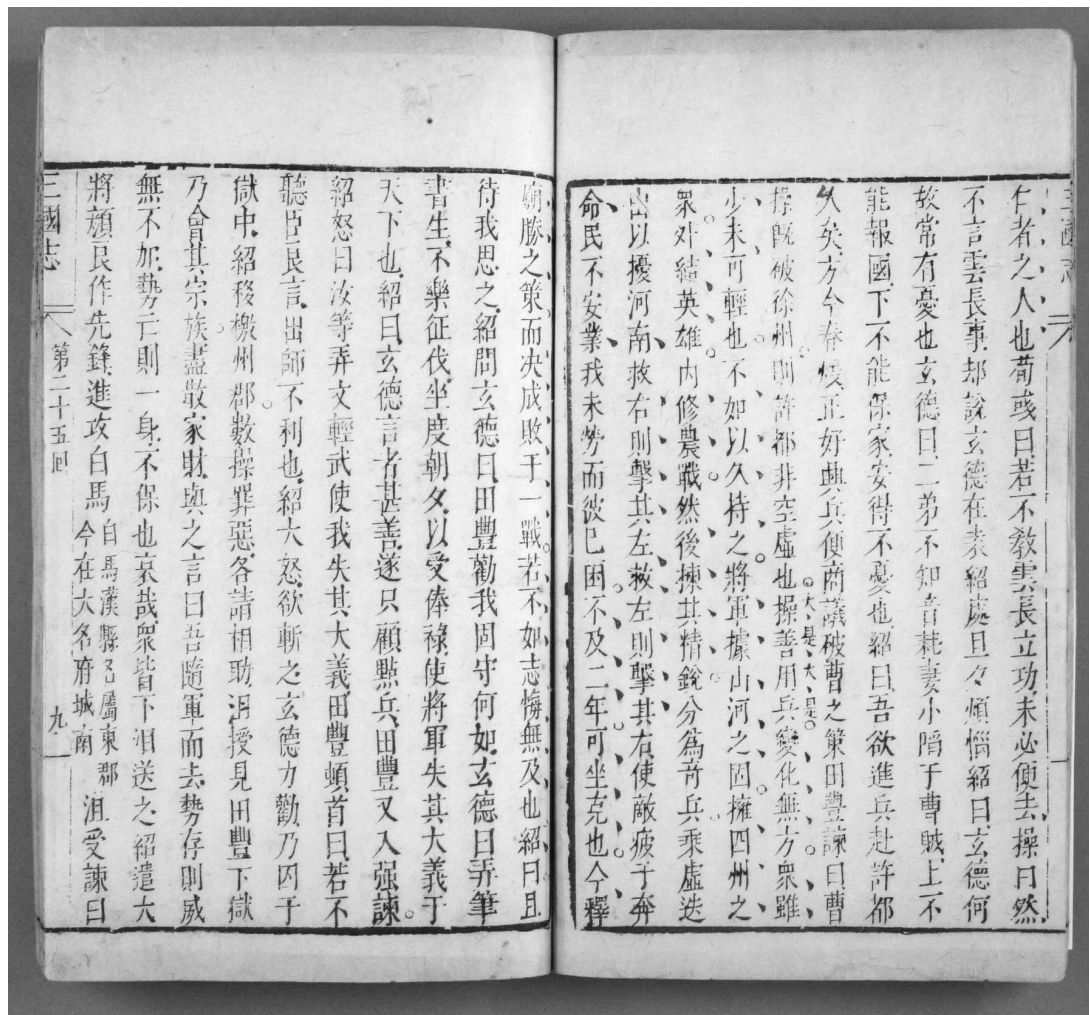 三國志
仁者之人也荀彧曰若不教雲長立功未必便去操曰然
不言雲長事却說玄德在袁紹處旦夕煩惱紹曰玄德何
故常有憂也玄德曰二弟不知音耗妻小陷于曹賊上不
能報國下不能保家安得不憂也紹曰吾欲進兵赴許都
久矣方今春煖正好興兵便商議破曹之策田豐諫曰曹
大是大是
操旣破徐州則許都非空虛也操善用兵變化無方衆雖
少未可輕也不如以久持之將軍據山河之固擁四州之
衆外結英雄內修農戰然後揀其精銳分爲奇兵乘虛迭
出以擾河南救右則擊其左救左則擊其右使敵疲于奔
命民不安業我未勞而彼已困不及二年可坐克也今釋
廟勝之策而決成敗于一戰若不如志悔無及也紹曰且
待我思之紹問玄德曰田豐勸我固守何如玄德曰弄筆
書生不樂征伐坐度朝夕以受俸祿使將軍失其大義于
天下也紹曰玄德言者甚善遂只顧點兵田豐又入强諫
紹怒曰汝等弄文輕武使我失其大義田豐頓首曰若不
聽臣良言出師不利也紹大怒欲斬之玄德力勸乃囚于
獄中紹移檄州郡數操罪惡各請相助沮授見田豐下獄
乃會其宗族盡散家財與之言曰吾隨軍而去勢存則威
無不加勢亡則一身不保也哀哉衆皆下淚送之紹遣大
將顏良作先鋒進攻白馬白馬漢縣名屬東郡今在大名府城南沮受諫曰
三國志 第二十五回 九